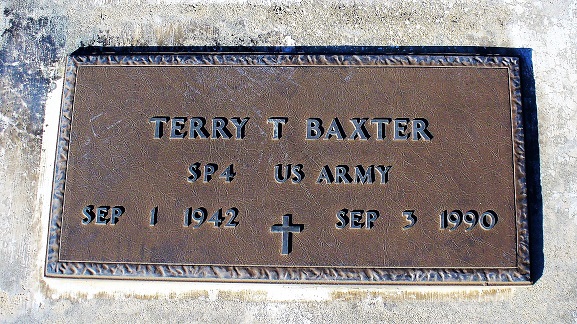 TERRY T BAXTER
SP4 US ARMY
SEP 1 1942 SEP 3 1990